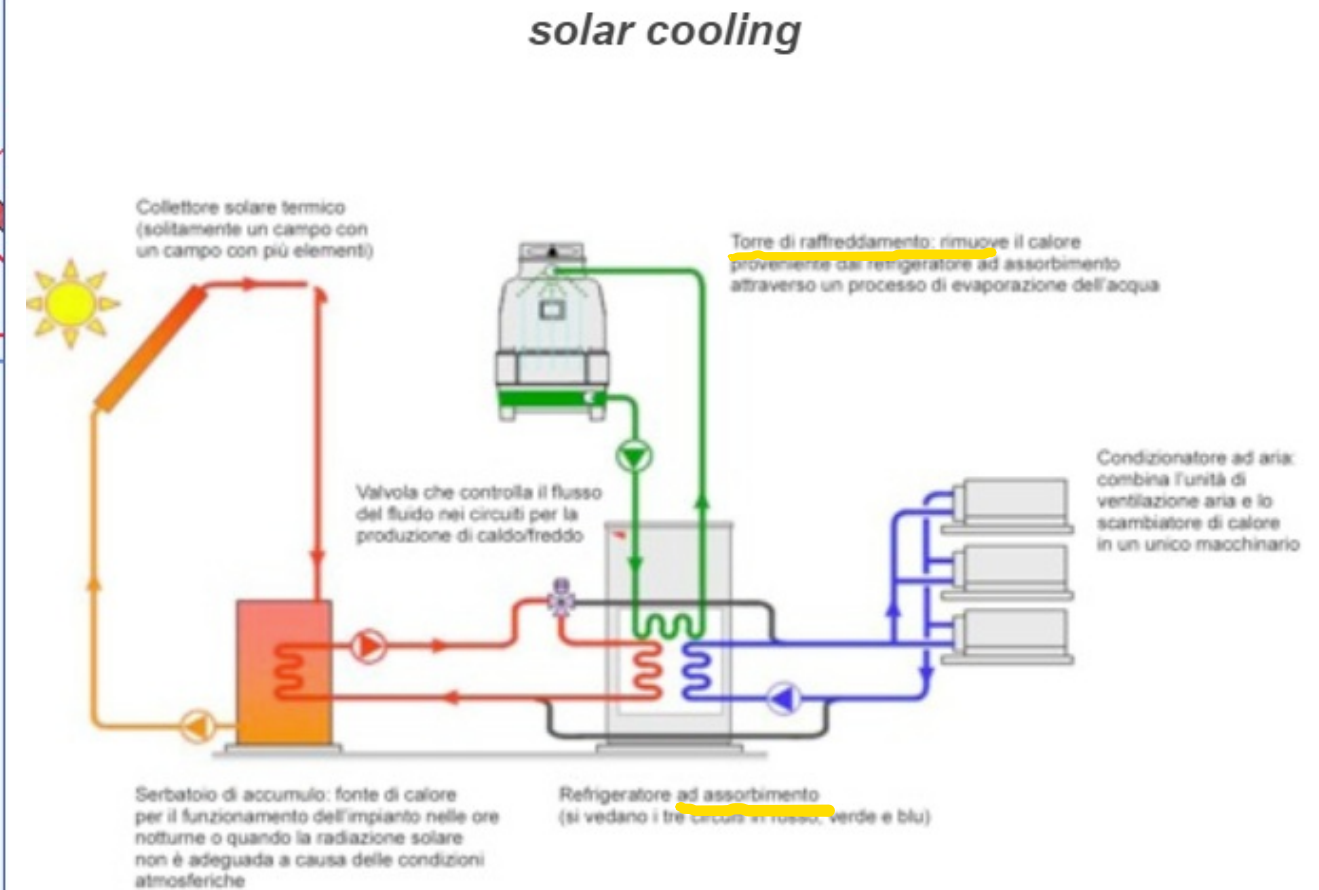 solar cooling
Collettore solare termico
(solitamente un campo con
un campo con più elementi)
Torre di raffreddamento: rimuove il calore
proveniente dal refrigeratore ad assorbimento
attraverso un processo di evaporazione dell'acqua
Valvola che controlla il flusso
del fluido nei circuiti per la
produzione di caldo/freddo
Condizionatore ad aria:
combina l'unità di
ventilazione aria e lo
scambiatore di calore
in un unico macchinario
Serbatoio di accumulo: fonte di calore
per il funzionamento dell'impianto nelle ore
notturne o quando la radiazione solare
non è adeguada a causa delle condizioni
atmosferiche
Refrigeratore ad assorbimento
(si vedano i tre circuiti in rosso, verde e blu)